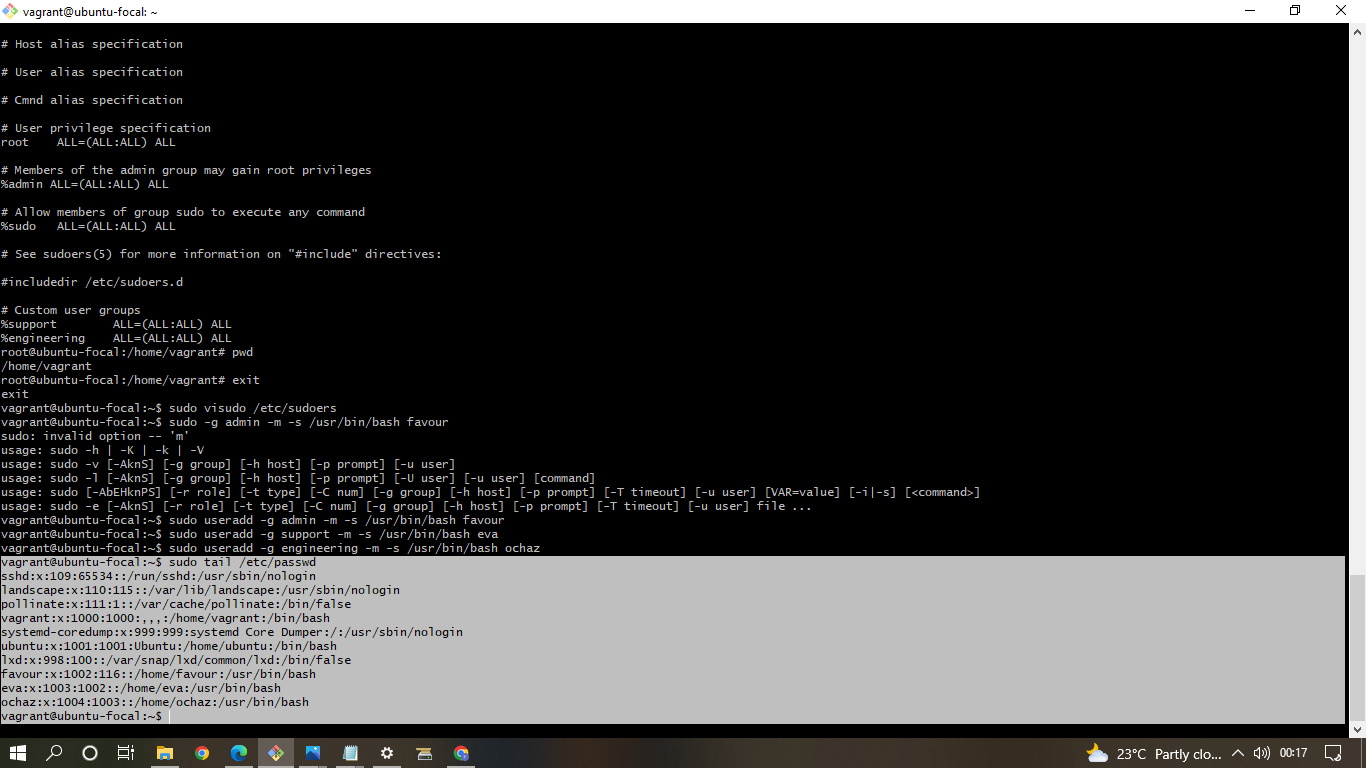 vagrant@ubuntu-focal: ~
# Host alias specification
# User alias specification
# Cmnd alias specification
# User privilege specification
root    ALL=(ALL:ALL) ALL
# Members of the admin group may gain root privileges
%admin ALL=(ALL:ALL) ALL
# Allow members of group sudo to execute any command
%sudo   ALL=(ALL:ALL) ALL
# See sudoers(5) for more information on "#include" directives:
#includedir /etc/sudoers.d
# Custom user groups
%support        ALL=(ALL:ALL) ALL
%engineering    ALL=(ALL:ALL) ALL
root@ubuntu-focal:/home/vagrant# pwd
/home/vagrant
root@ubuntu-focal:/home/vagrant# exit
exit
vagrant@ubuntu-focal:~$ sudo visudo /etc/sudoers
vagrant@ubuntu-focal:~$ sudo -g admin -m -s /usr/bin/bash favour
sudo: invalid option -- 'm'
usage: sudo -h | -K | -k | -V
usage: sudo -v [-AknS] [-g group] [-h host] [-p prompt] [-u user]
usage: sudo -l [-AknS] [-g group] [-h host] [-p prompt] [-U user] [-u user] [command]
usage: sudo [-AbEHknPS] [-r role] [-t type] [-C num] [-g group] [-h host] [-p prompt] [-T timeout] [-u user] [VAR=value] [-i|-s] [<command>]
usage: sudo -e [-AknS] [-r role] [-t type] [-C num] [-g group] [-h host] [-p prompt] [-T timeout] [-u user] file ...
vagrant@ubuntu-focal:~$ sudo useradd -g admin -m -s /usr/bin/bash favour
vagrant@ubuntu-focal:~$ sudo useradd -g support -m -s /usr/bin/bash eva
vagrant@ubuntu-focal:~$ sudo useradd -g engineering -m -s /usr/bin/bash ochaz
vagrant@ubuntu-focal:~$ sudo tail /etc/passwd
sshd:x:109:65534::/run/sshd:/usr/sbin/nologin
landscape:x:110:115::/var/lib/landscape:/usr/sbin/nologin
pollinate:x:111:1::/var/cache/pollinate:/bin/false
vagrant:x:1000:1000:,,,:/home/vagrant:/bin/bash
systemd-coredump:x:999:999:systemd Core Dumper:/:/usr/sbin/nologin
ubuntu:x:1001:1001:Ubuntu:/home/ubuntu:/bin/bash
lxd:x:998:100::/var/snap/lxd/common/lxd:/bin/false
favour:x:1002:116::/home/favour:/usr/bin/bash
eva:x:1003:1002::/home/eva:/usr/bin/bash
ochaz:x:1004:1003::/home/ochaz:/usr/bin/bash
vagrant@ubuntu-focal:~$
23°C Partly clo... 00:17